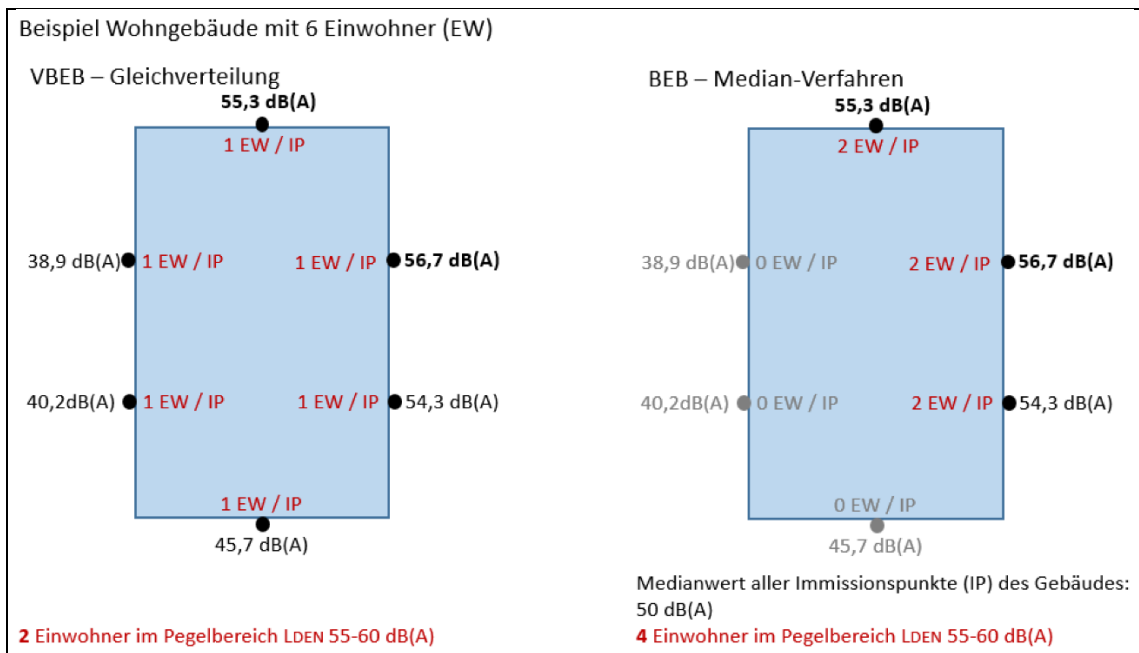 Beispiel Wohngebäude mit 6 Einwohner (EW)
VBEB – Gleichverteilung
55,3 dB(A)
1 EW / IP
38,9 dB(A)
1 EW / IP
1 EW / IP
56,7 dB(A)
40,2dB(A)
1 EW / IP
1 EW / IP
54,3 dB(A)
1 EW / IP
45,7 dB(A)
2 Einwohner im Pegelbereich LDEN 55-60 dB(A)
BEB – Median-Verfahren
55,3 dB(A)
2 EW / IP
38,9 dB(A)
0 EW / IP
2 EW / IP
56,7 dB(A)
40,2dB(A)
0 EW / IP
2 EW / IP
54,3 dB(A)
0 EW / IP
45,7 dB(A)
Medianwert aller Immissionspunkte (IP) des Gebäudes:
50 dB(A)
4 Einwohner im Pegelbereich LDEN 55-60 dB(A)